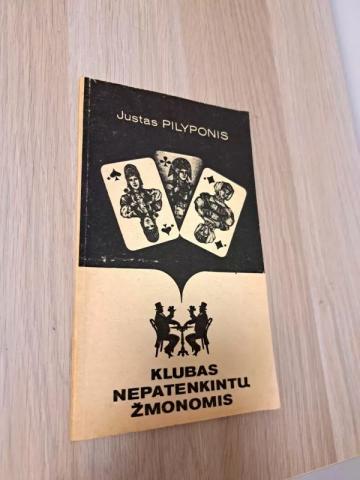 Justas PILYPONIS
KLUBAS
NEPATENKINTŲ
ŽMONOMIS